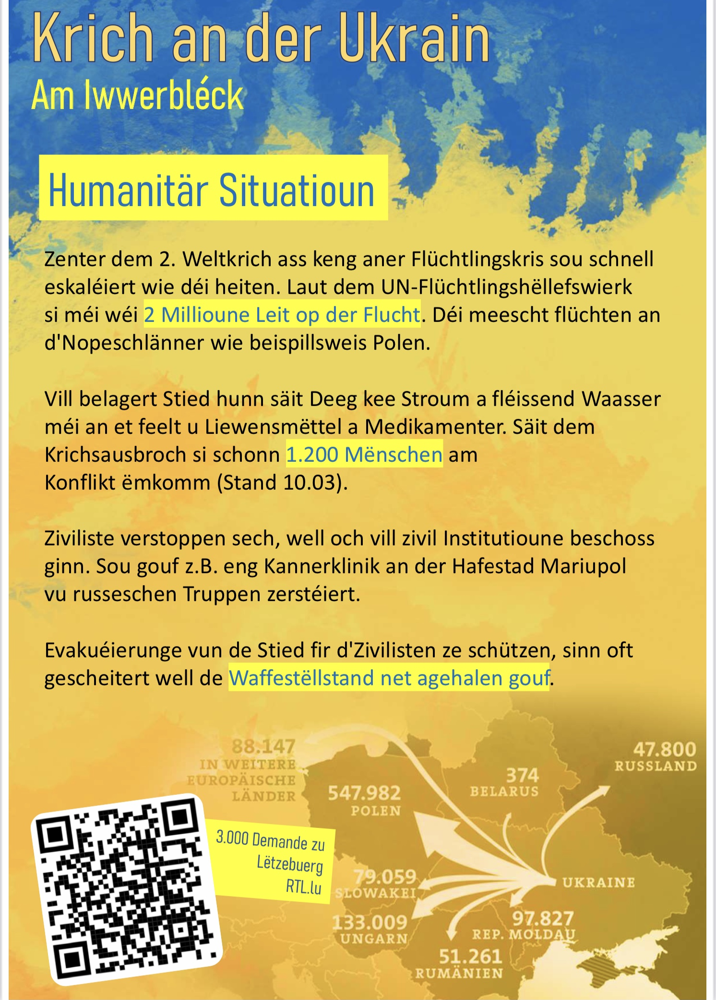 Krich an der Ukrain
Am Iwwerbléck
Humanitär Situatioun
Zenter dem 2. Weltkrich ass keng aner Flüchtlingskris sou schnell
eskaléiert wie déi heiten. Laut dem UN-Flüchtlingshëllefswierk
si méi wéi 2 Millioune Leit op der Flucht. Déi meescht flüchten an
d'Nopeschlänner wie beispillsweis Polen.
Vill belagert Stied hunn säit Deeg kee Stroum a fléissend Waasser
méi an et feelt u Liewensmëttel a Medikamenter. Säit dem
Krichsausbroch si schonn 1.200 Mënschen am
Konflikt ëmkomm (Stand 10.03).
Ziviliste verstoppen sech, well och vill zivil Institutioune beschoss
ginn. Sou gouf z.B. eng Kannerklinik an der Hafestad Mariupol
vu russeschen Truppen zerstéiert.
Evakuéierunge vun de Stied fir d'Zivilisten ze schützen, sinn oft
gescheitert well de Waffestëllstand net agehalen gouf.
88.147
IN WEITERE
EUROPÄISCHE
LÄNDER
547.982
POLEN
374
BELARUS
47.800
RUSSLAND
3.000 Demande zu
Lëtzebuerg
RTL.lu
79.059
SLOWAKEI
UKRAINE
133.009
UNGARN
97.827
REP. MOLDAU
51.261
RUMÄNIEN